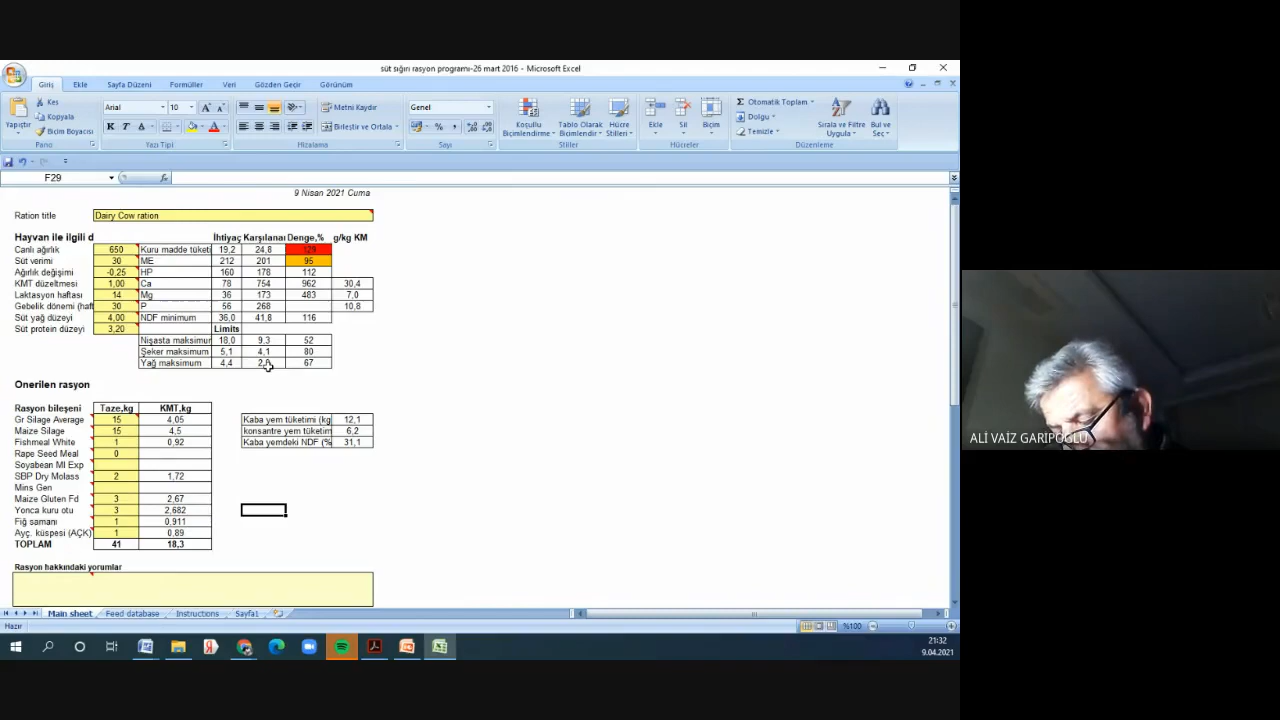 süt sığırı rasyon programı-26 mart 2016 - Microsoft Excel
Giriş Ekle Sayfa Düzeni Formüller Veri Gözden Geçir Görünüm
Yapıştır
Kes
Kopyala
Biçim Boyacısı
Pano
Arial 10
K T A
Yazı Tipi
Metni Kaydır
Birleştir ve Ortala
Hizalama
Genel
Sayı
Koşullu Biçimlendirme
Tablo Olarak Biçimlendir
Hücre Stilleri
Stiller
Ekle Sil Biçim
Hücreler
Σ Otomatik Toplam
Dolgu
Temizle
Sırala ve Filtre Uygula
Bul ve Seç
Düzenleme
F29 fx
9 Nisan 2021 Cuma
Ration title Dairy Cow ration
Hayvan ile ilgili d İhtiyaç Karşılanan Denge,% g/kg KM
Canlı ağırlık 650 Kuru madde tüketi 19,2 24,8 129
Süt verimi 30 ME 212 201 95
Ağırlık değişimi -0,25 HP 160 178 112
KMT düzeltmesi 1,00 Ca 78 754 962 30,4
Laktasyon haftası 14 Mg 36 173 483 7,0
Gebelik dönemi (haft 30 P 56 268 10,8
Süt yağ düzeyi 4,00 NDF minimum 36,0 41,8 116
Süt protein düzeyi 3,20 Limits
Nişasta maksimum 18,0 9,3 52
Şeker maksimum 5,1 4,1 80
Yağ maksimum 4,4 67
Onerilen rasyon
Rasyon bileşeni Taze,kg KMT,kg
Gr Silage Average 15 4,05 Kaba yem tüketimi (kg 12,1
Maize Silage 15 4,5 konsantre yem tüketim 6,2
Fishmeal White 1 0,92 Kaba yemdeki NDF (% 31,1
Rape Seed Meal 0
Soyabean Ml Exp
SBP Dry Molass 2 1,72
Mins Gen
Maize Gluten Fd 3 2,67
Yonca kuru otu 3 2,682
Fiğ samanı 1 0,911
Ayç. küspesi (AÇK) 1 0,89
TOPLAM 41 18,3
Rasyon hakkındaki yorumlar
Main sheet Feed database Instructions Sayfa1
Hazır %100
21:32
9.04.2021
ALİ VAİZ GARİPOĞLU